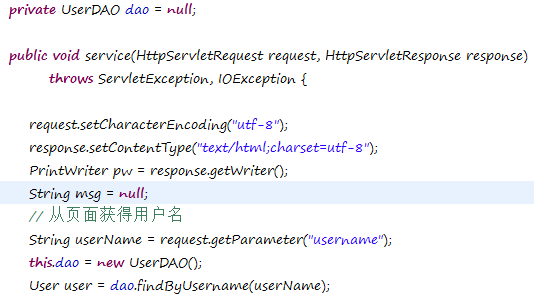 private UserDAO dao = null;
public void service(HttpServletRequest request, HttpServletResponse response)
throws ServletException, IOException {
request.setCharacterEncoding("utf-8");
response.setContentType("text/html;charset=utf-8");
PrintWriter pw = response.getWriter();
String msg = null;
// 从页面获得用户名
String userName = request.getParameter("username");
this.dao = new UserDAO();
User user = dao.findByUsername(userName);